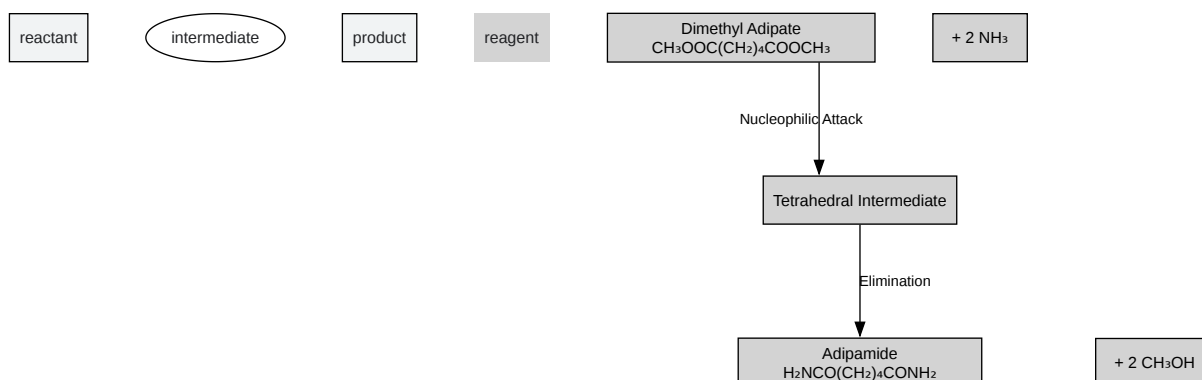 reactant
intermediate
product
reagent
Dimethyl Adipate
CH₃OOC(CH₂)₄COOCH₃
+ 2 NH₃
Nucleophilic Attack
Tetrahedral Intermediate
Elimination
Adipamide
H₂NCO(CH₂)₄CONH₂
+ 2 CH₃OH